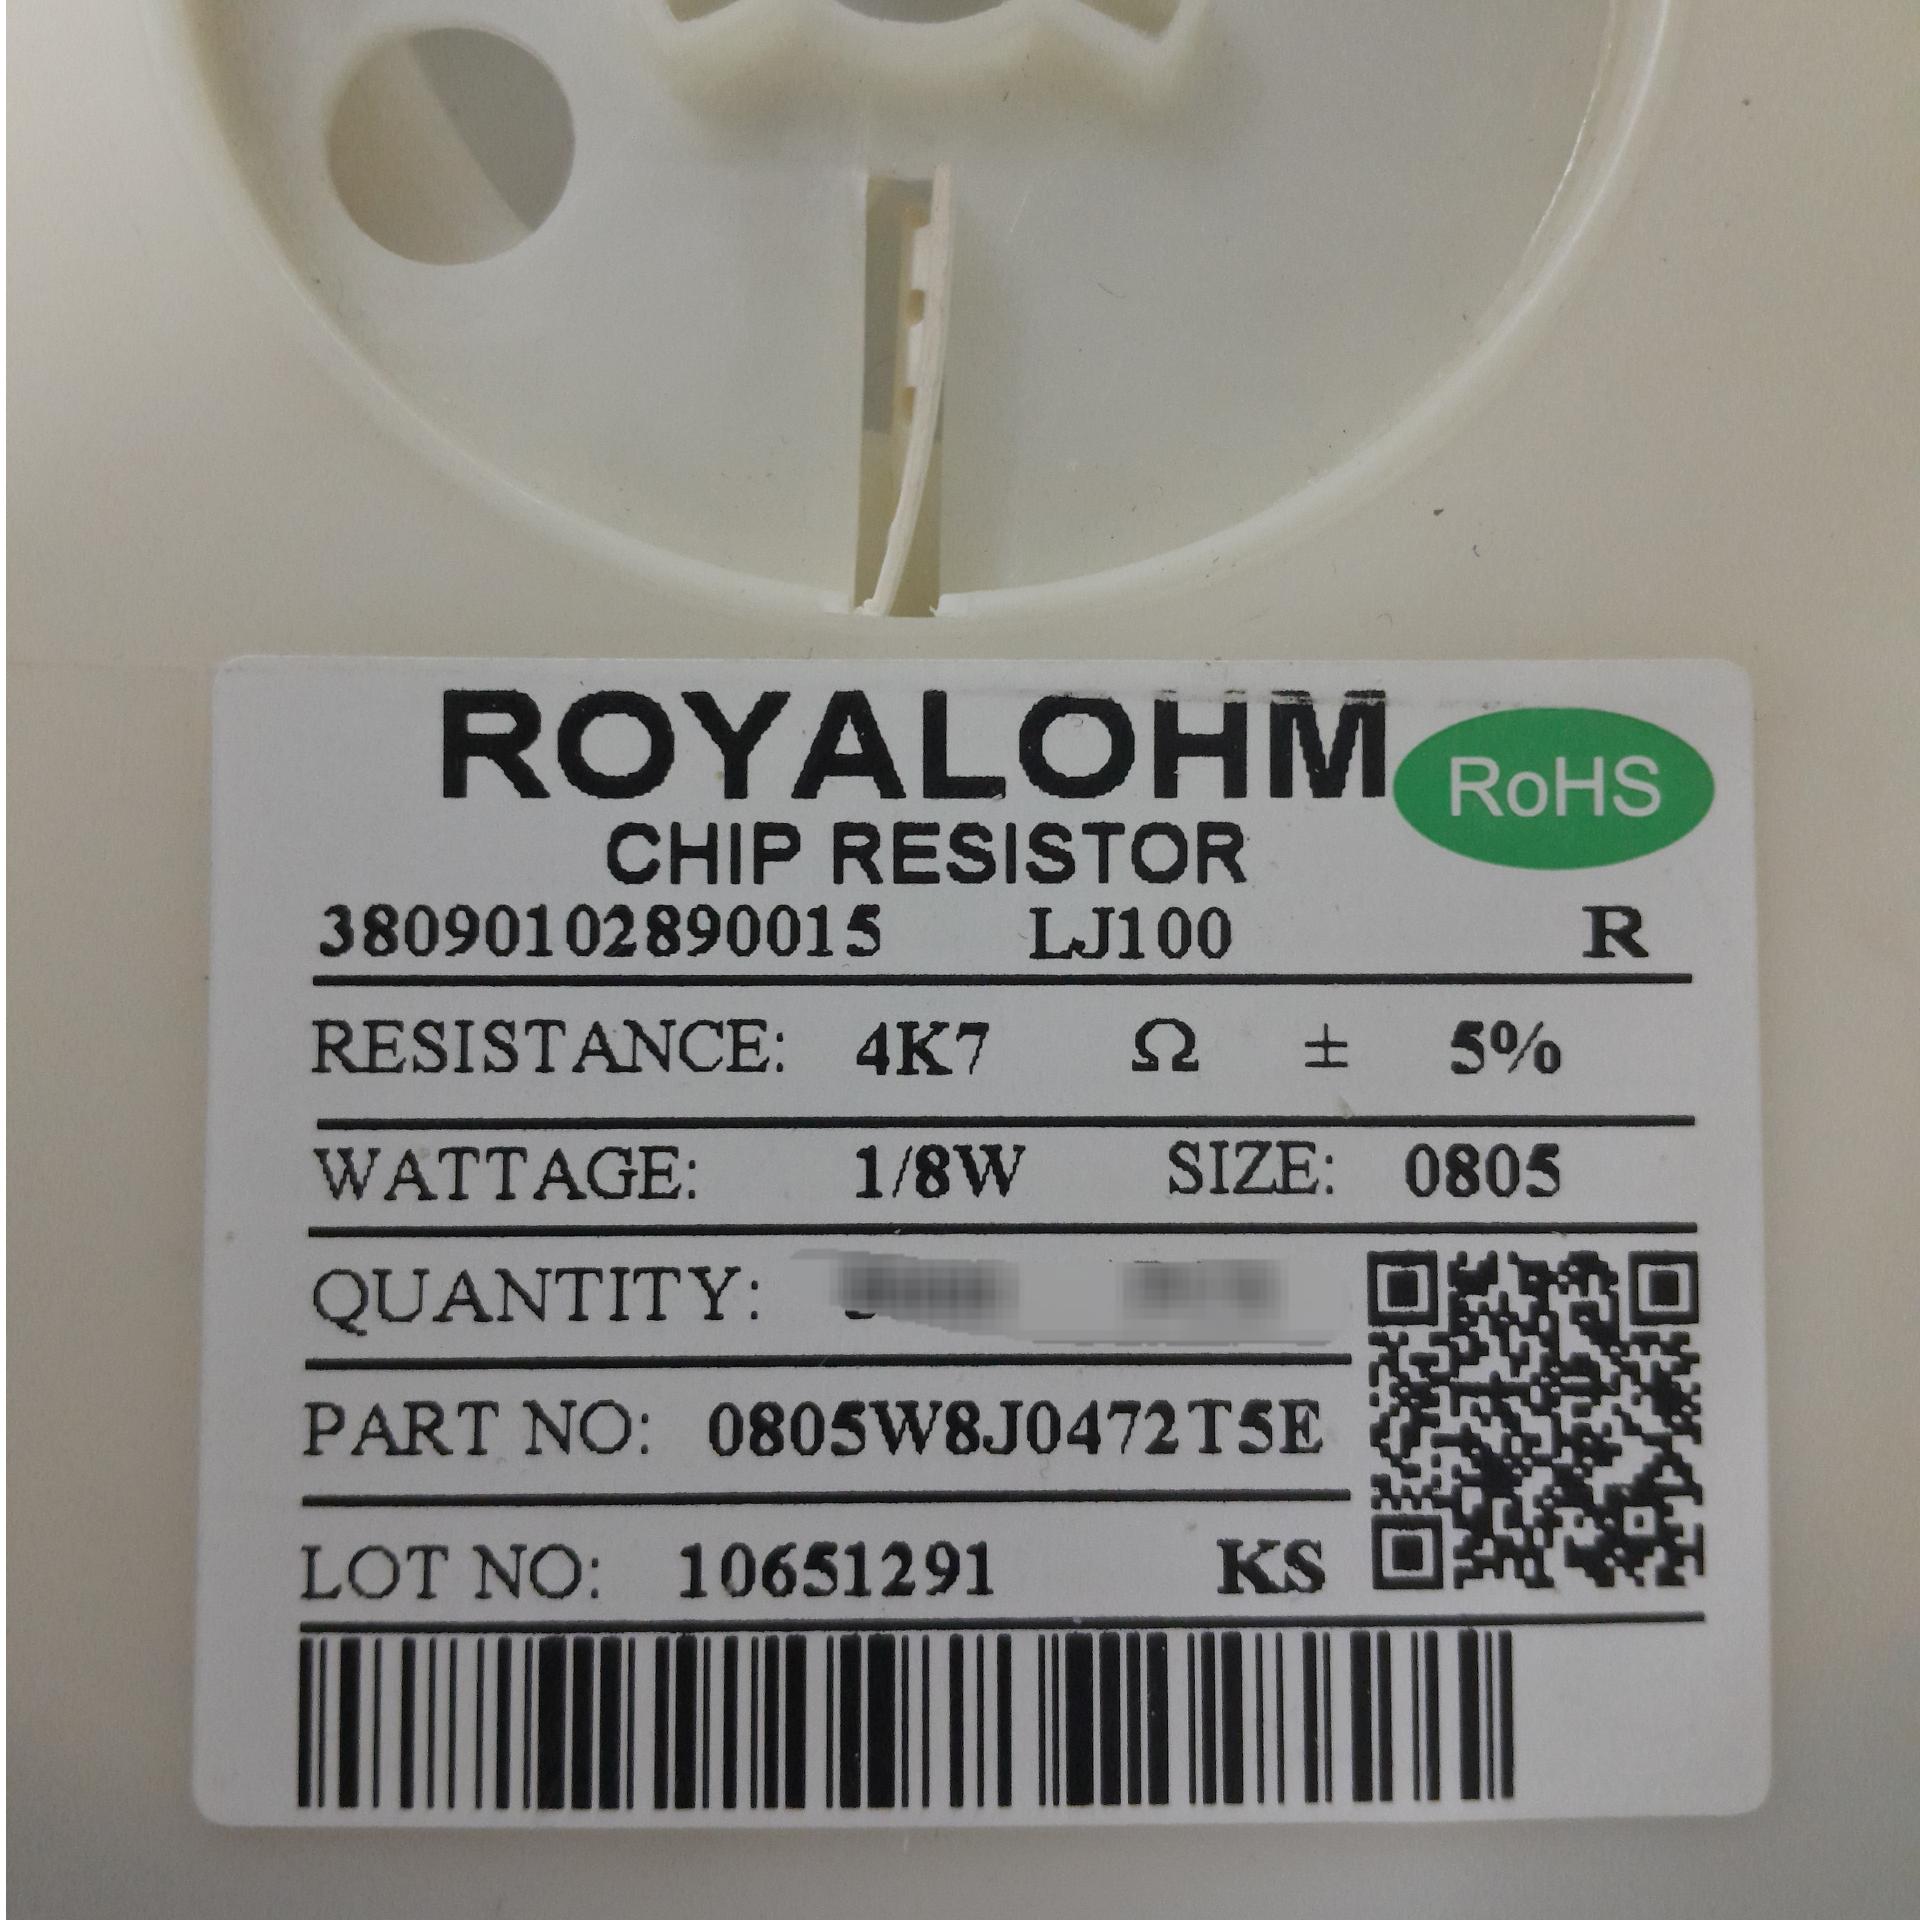 ROYALOHM
RoHS
CHIP RESISTOR
38090102890015 LJ100 R
RESISTANCE: 4K7 Ω ± 5%
WATTAGE: 1/8W SIZE: 0805
QUANTITY:
PART NO: 0805W8J0472T5E
LOT NO: 10651291 KS